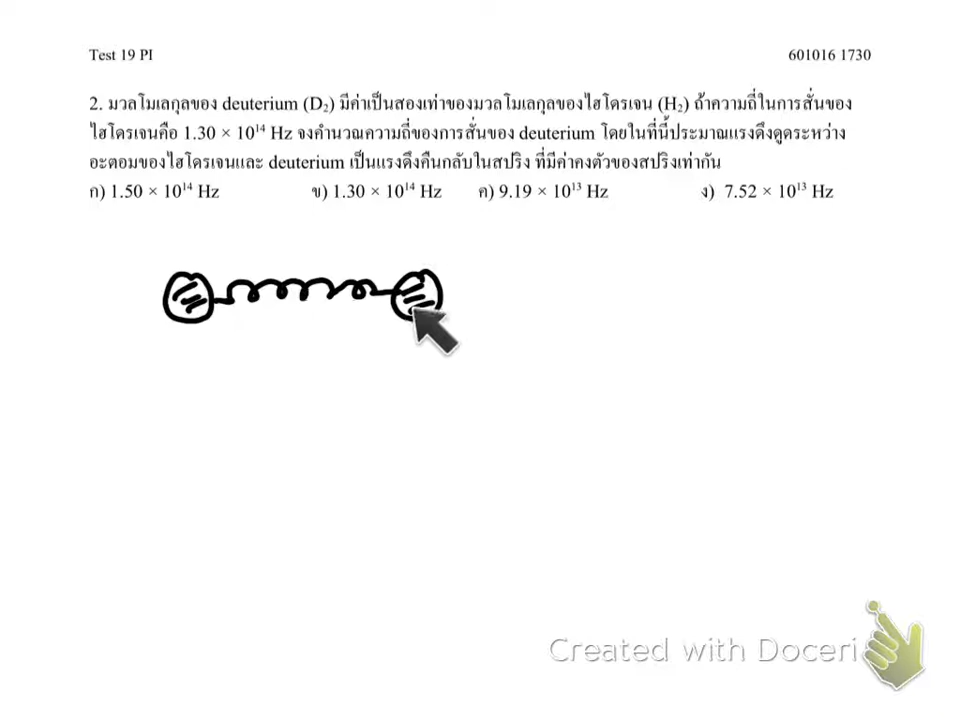 Test 19 PI 601016 1730
2. มวลโมเลกุลของ deuterium (D₂) มีค่าเป็นสองเท่าของมวลโมเลกุลของไฮโดรเจน (H₂) ถ้าความถี่ในการสั่นของ
ไฮโดรเจนคือ 1.30 × 10¹⁴ Hz จงคำนวณความถี่ของการสั่นของ deuterium โดยในที่นี้ประมาณแรงดึงดูดระหว่าง
อะตอมของไฮโดรเจนและ deuterium เป็นแรงดึงคืนกลับในสปริง ที่มีค่าคงตัวของสปริงเท่ากัน
ก) 1.50 × 10¹⁴ Hz ข) 1.30 × 10¹⁴ Hz ค) 9.19 × 10¹³ Hz ง) 7.52 × 10¹³ Hz
Created with Doceri